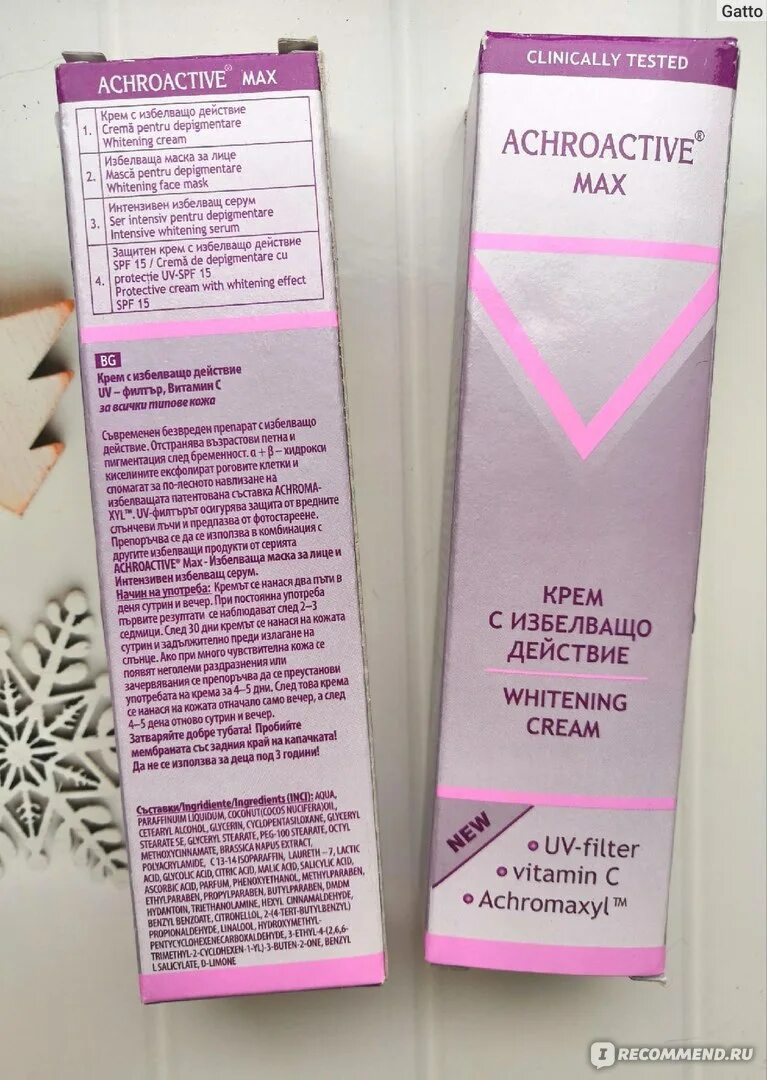 Gatto
ACHROACTIVE® MAX
1. Крем с избелващо действие
Cremă pentru depigmentare
Whitening cream
2. Избелваща маска за лице
Mască pentru depigmentare
Whitening face mask
3. Интензивен избелващ серум
Ser intensiv pentru depigmentare
Intensive whitening serum
4. Защитен крем с избелващо действие
SPF 15 / Cremă de depigmentare cu
protecţie UV-SPF 15
Protective cream with whitening effect
SPF 15
BG
Крем с избелващо действие
UV – филтър, Витамин C
за всички типове кожа
Съвременен безвреден препарат с избелващо
действие. Отстранява възрастови петна и
пигментация след бременност. α + β – хидрокси
киселините ексфолират роговите клетки и
спомагат за по-лесното навлизане на
избелващата патентована съставка ACHROMA-
XYL™. UV-филтърът осигурява защита от вредните
слънчеви лъчи и предпазва от фотостареене.
Препоръчва се да се използва в комбинация с
другите избелващи продукти от серията
ACHROACTIVE® Max - Избелваща маска за лице и
Интензивен избелващ серум.
Начин на употреба: Кремът се нанася два пъти в
деня сутрин и вечер. При постоянна употреба
първите резултати се наблюдават след 2–3
седмици. След 30 дни кремът се нанася на кожата
сутрин и задължително преди излагане на
слънце. Ако при много чувствителна кожа се
появят неголеми раздразнения или
зачервявания се препоръчва да се преустанови
употребата на крема за 4–5 дни. След това крема
се нанася на кожата отначало само вечер, а след
4–5 дена отново сутрин и вечер.
Затваряйте добре тубата! Пробийте
мембраната със задния край на капачката!
Да не се използва за деца под 3 години!
Съставки/Ingridiente/Ingredients (INCI): AQUA,
PARAFFINUM LIQUIDUM, COCONUT(COCOS NUCIFERA)OIL,
CETEARYL ALCOHOL, GLYCERIN, CYCLOPENTASILOXANE, GLYCERYL
STEARATE SE, GLYCERYL STEARATE, PEG-100 STEARATE, OCTYL
METHOXYCINNAMATE, BRASSICA NAPUS EXTRACT,
POLYACRYLAMIDE, C 13-14 ISOPARAFFIN, LAURETH – 7, LACTIC
ACID, GLYCOLIC ACID, CITRIC ACID, MALIC ACID, SALICYLIC ACID,
ASCORBIC ACID, PARFUM, PHENOXYETHANOL, METHYLPARABEN,
ETHYLPARABEN, PROPYLPARABEN, BUTYLPARABEN, DMDM
HYDANTOIN, TRIETHANOLAMINE, HEXYL CINNAMALDEHYDE,
BENZYL BENZOATE, CITRONELLOL, 2-(4-TERT-BUTYLBENZYL)
PROPIONALDEHYDE, LINALOOL, HYDROXYMETHYL-
PENTYCYCLOHEXENECARBOXALDEHYDE, 3-ETHYL-4-(2,6,6-
TRIMETHYL-2-CYCLOHEXEN-1-YL)-3-BUTEN-2-ONE, BENZYL
L SALICYLATE, D-LIMONE
CLINICALLY TESTED
ACHROACTIVE®
MAX
КРЕМ
С ИЗБЕЛВАЩО
ДЕЙСТВИЕ
WHITENING
CREAM
NEW
• UV-filter
• vitamin C
• Achromaxyl™
IRECOMMEND.RU